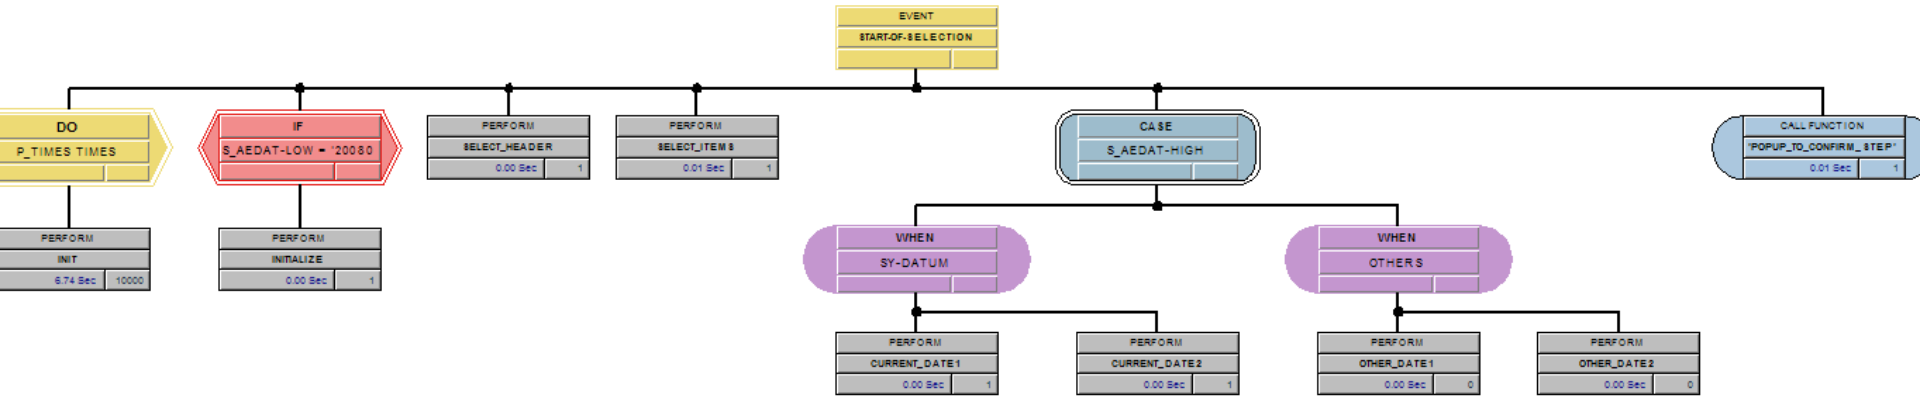 EVENT
START-OF-SELECTION
DO
P_TIMES TIMES
IF
S_AEDAT-LOW = '20080
PERFORM
SELECT_HEADER
0.00 Sec 1
PERFORM
SELECT_ITEMS
0.01 Sec 1
CASE
S_AEDAT-HIGH
CALL FUNCTION
'POPUP_TO_CONFIRM_STEP'
0.01 Sec 1
PERFORM
INIT
6.74 Sec 10000
PERFORM
INITIALIZE
0.00 Sec 1
WHEN
SY-DATUM
WHEN
OTHERS
PERFORM
CURRENT_DATE1
0.00 Sec 1
PERFORM
CURRENT_DATE2
0.00 Sec 1
PERFORM
OTHER_DATE1
0.00 Sec 0
PERFORM
OTHER_DATE2
0.00 Sec 0